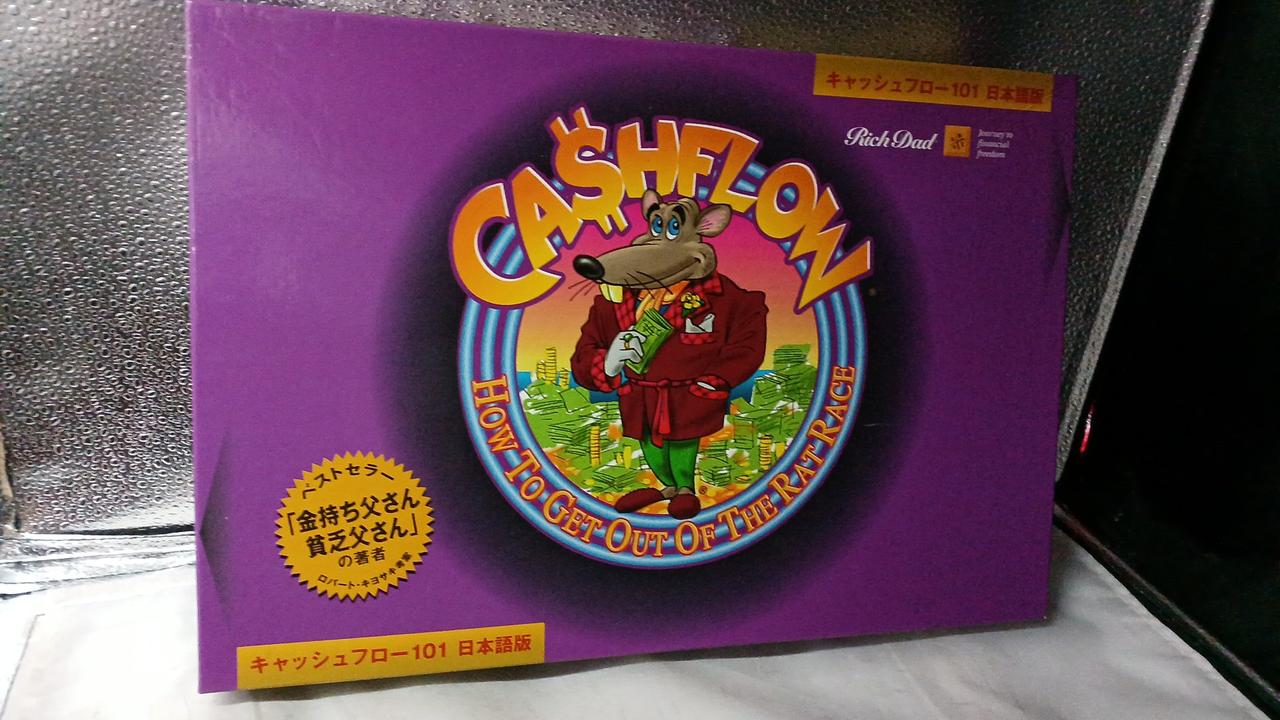 キャッシュフロー101 日本語版
Rich Dad
Journey to
financial
freedom
CA$HFLOW
HOW TO GET OUT OF THE RAT RACE
ベストセラー
「金持ち父さん
貧乏父さん」
の著者
ロバート・キヨサキ考案
キャッシュフロー101 日本語版